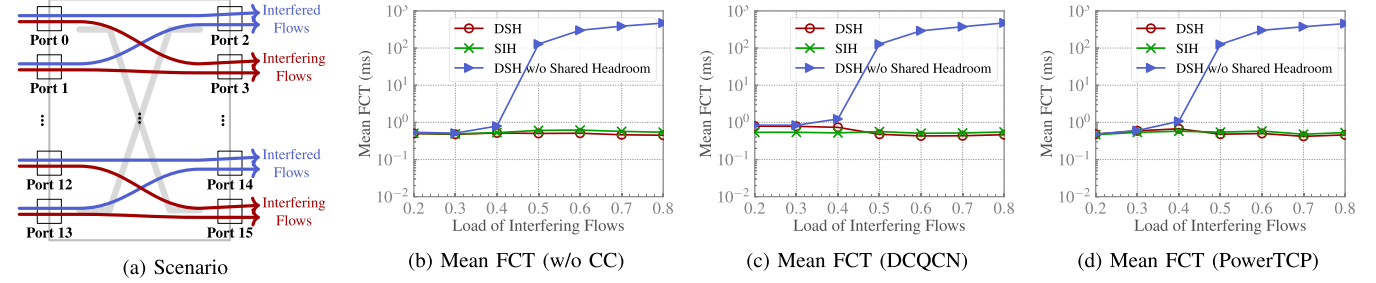 Interfered
Flows
Port 0
Port 2
Interfering
Flows
Port 1
Port 3
Interfered
Flows
Port 12
Port 14
Interfering
Flows
Port 13
Port 15
(a) Scenario
10³
10²
10¹
10⁰
10⁻¹
10⁻²
Mean FCT (ms)
DSH
SIH
DSH w/o Shared Headroom
0.2 0.3 0.4 0.5 0.6 0.7 0.8
Load of Interfering Flows
(b) Mean FCT (w/o CC)
10³
10²
10¹
10⁰
10⁻¹
10⁻²
Mean FCT (ms)
DSH
SIH
DSH w/o Shared Headroom
0.2 0.3 0.4 0.5 0.6 0.7 0.8
Load of Interfering Flows
(c) Mean FCT (DCQCN)
10³
10²
10¹
10⁰
10⁻¹
10⁻²
Mean FCT (ms)
DSH
SIH
DSH w/o Shared Headroom
0.2 0.3 0.4 0.5 0.6 0.7 0.8
Load of Interfering Flows
(d) Mean FCT (PowerTCP)